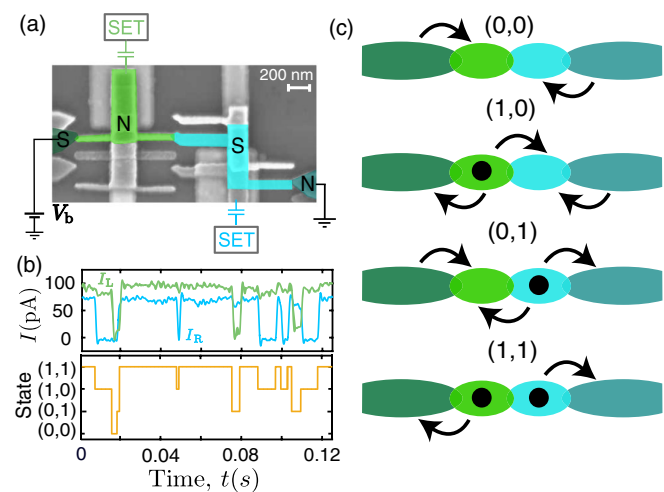 (a)
SET
200 nm
N
S
S
N
V_b
SET
(b)
I_L
I_R
I(pA)
100
50
0
State
(1,1)
(1,0)
(0,1)
(0,0)
0 0.04 0.08 0.12
Time, t(s)
(c)
(0,0)
(1,0)
(0,1)
(1,1)